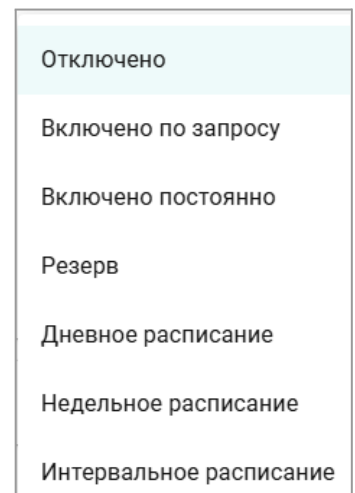 Отключено
Включено по запросу
Включено постоянно
Резерв
Дневное расписание
Недельное расписание
Интервальное расписание